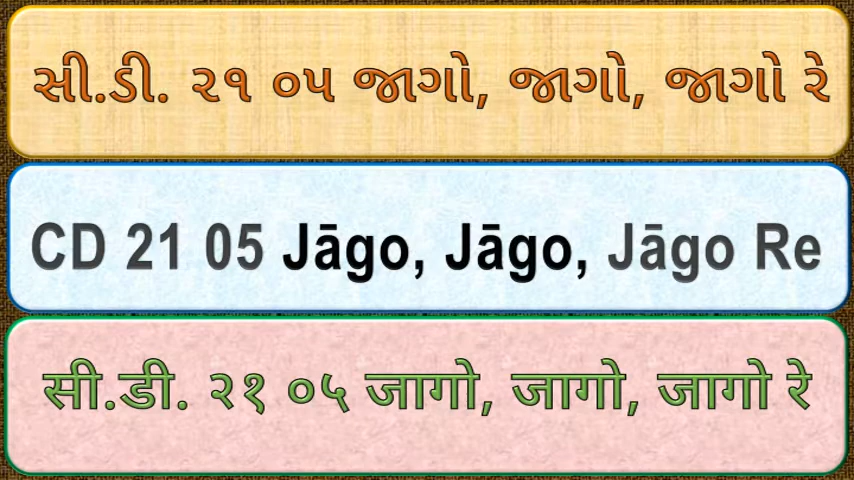 સી.ડી. ૨૧ ૦૫ જાગો, જાગો, જાગો રે
CD 21 05 Jāgo, Jāgo, Jāgo Re
सी.डी. २१ ०५ जागो, जागो, जागो रे